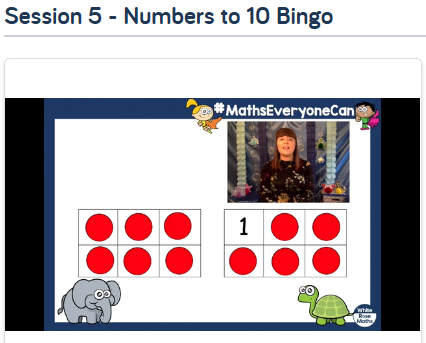 Session 5 - Numbers to 10 Bingo
#MathsEveryoneCan
1
White
Rose
Maths